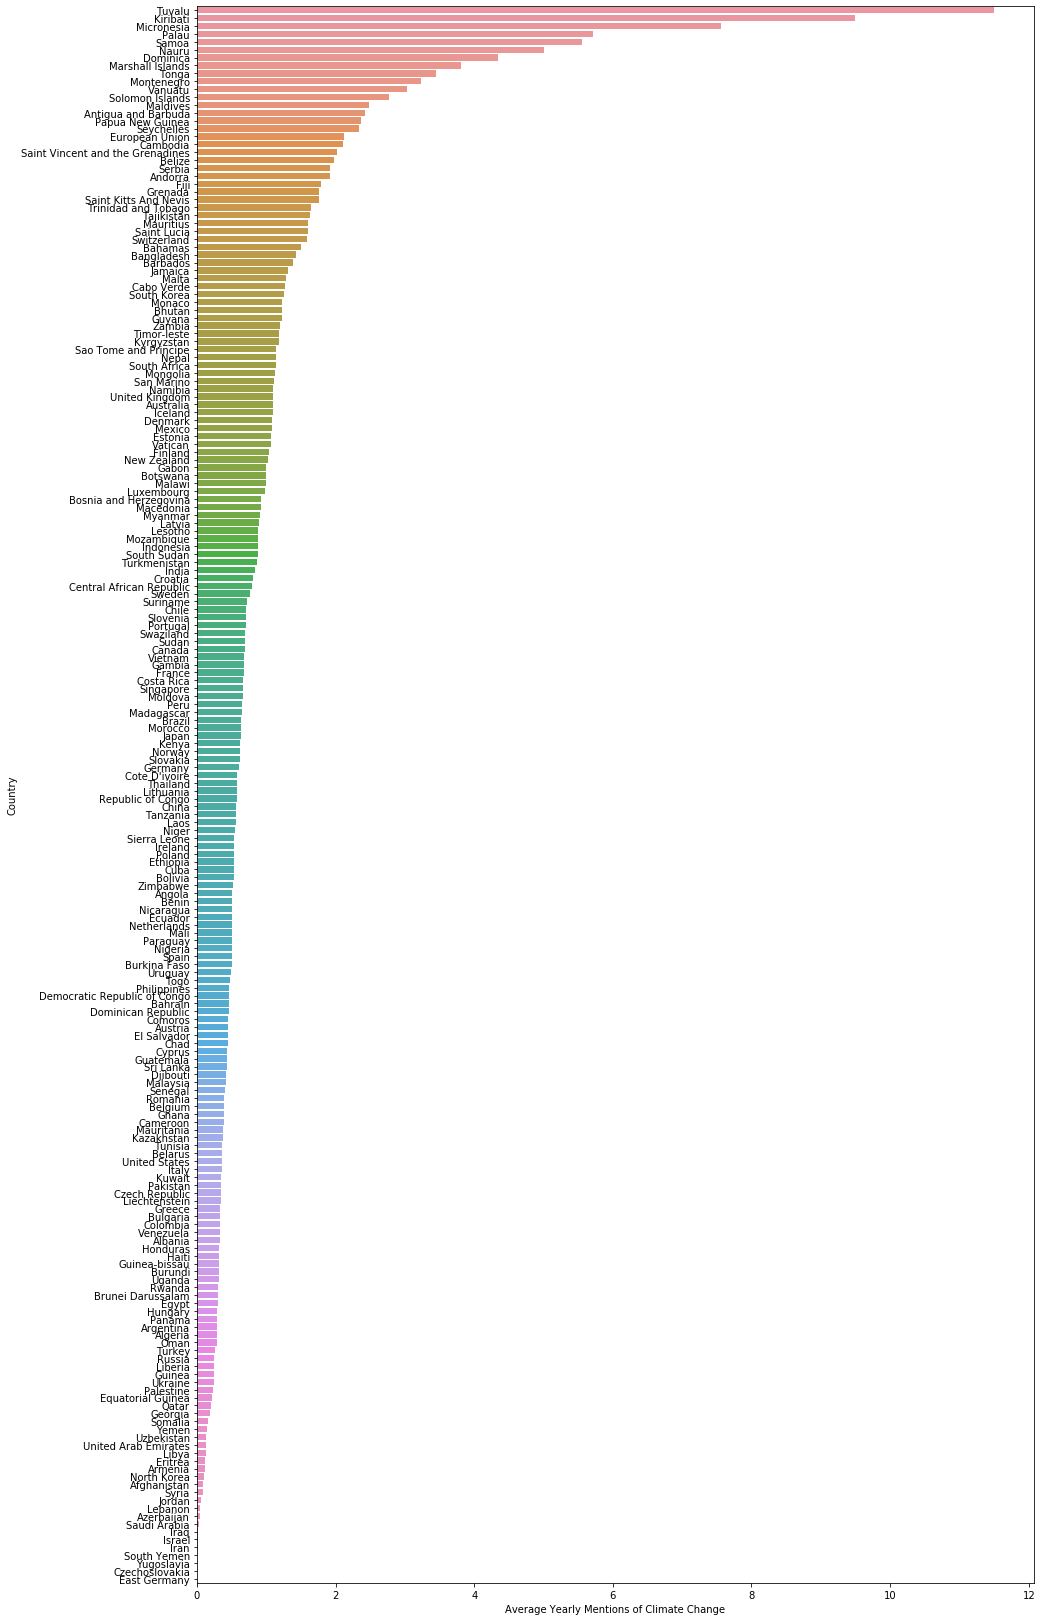 Tuvalu
Kiribati
Micronesia
Palau
Samoa
Nauru
Dominica
Marshall Islands
Tonga
Montenegro
Vanuatu
Solomon Islands
Maldives
Antigua and Barbuda
Papua New Guinea
Seychelles
European Union
Cambodia
Saint Vincent and the Grenadines
Belize
Serbia
Andorra
Fiji
Grenada
Saint Kitts And Nevis
Trinidad and Tobago
Tajikistan
Mauritius
Saint Lucia
Switzerland
Bahamas
Bangladesh
Barbados
Jamaica
Malta
Cabo Verde
South Korea
Monaco
Bhutan
Guyana
Zambia
Timor-leste
Kyrgyzstan
Sao Tome and Principe
Nepal
South Africa
Mongolia
San Marino
Namibia
United Kingdom
Australia
Iceland
Denmark
Mexico
Estonia
Vatican
Finland
New Zealand
Gabon
Botswana
Malawi
Luxembourg
Bosnia and Herzegovina
Macedonia
Myanmar
Latvia
Lesotho
Mozambique
Indonesia
South Sudan
Turkmenistan
India
Croatia
Central African Republic
Sweden
Suriname
Chile
Slovenia
Portugal
Swaziland
Sudan
Canada
Vietnam
Gambia
France
Costa Rica
Singapore
Moldova
Peru
Madagascar
Brazil
Morocco
Japan
Kenya
Norway
Slovakia
Germany
Cote D'ivoire
Thailand
Lithuania
Republic of Congo
China
Tanzania
Laos
Niger
Sierra Leone
Ireland
Poland
Ethiopia
Cuba
Bolivia
Zimbabwe
Angola
Benin
Nicaragua
Ecuador
Netherlands
Mali
Paraguay
Nigeria
Spain
Burkina Faso
Uruguay
Togo
Philippines
Democratic Republic of Congo
Bahrain
Dominican Republic
Comoros
Austria
El Salvador
Chad
Cyprus
Guatemala
Sri Lanka
Djibouti
Malaysia
Senegal
Romania
Belgium
Ghana
Cameroon
Mauritania
Kazakhstan
Tunisia
Belarus
United States
Italy
Kuwait
Pakistan
Czech Republic
Liechtenstein
Greece
Bulgaria
Colombia
Venezuela
Albania
Honduras
Haiti
Guinea-bissau
Burundi
Uganda
Rwanda
Brunei Darussalam
Egypt
Hungary
Panama
Argentina
Algeria
Oman
Turkey
Russia
Liberia
Guinea
Ukraine
Palestine
Equatorial Guinea
Qatar
Georgia
Somalia
Yemen
Uzbekistan
United Arab Emirates
Libya
Eritrea
Armenia
North Korea
Afghanistan
Syria
Jordan
Lebanon
Azerbaijan
Saudi Arabia
Iraq
Israel
Iran
South Yemen
Yugoslavia
Czechoslovakia
East Germany
Country
0 2 4 6 8 10 12
Average Yearly Mentions of Climate Change